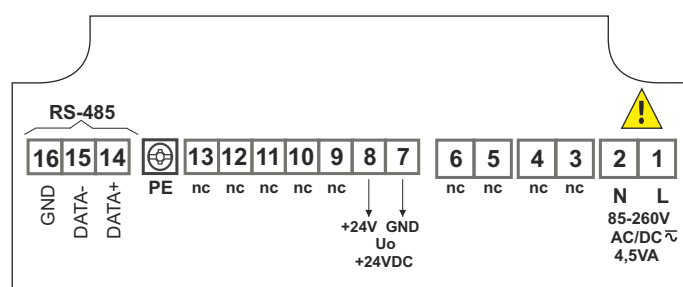 RS-485
16 15 14 PE 13 12 11 10 9 8 7 6 5 4 3 2 1
GND DATA- DATA+ nc nc nc nc nc nc nc nc nc N L
+24V GND
Uo
+24VDC
85-260V
AC/DC
4,5VA